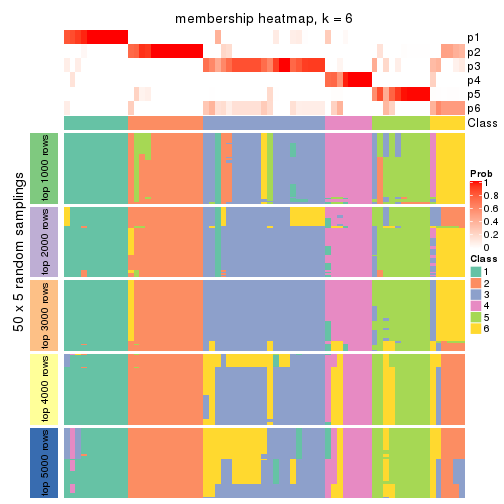 membership heatmap, k = 6
p1
p2
p3
p4
p5
p6
Class
50 x 5 random samplings
top 1000 rows
top 2000 rows
top 3000 rows
top 4000 rows
top 5000 rows
Prob
1
0.8
0.6
0.4
0.2
0
Class
1
2
3
4
5
6